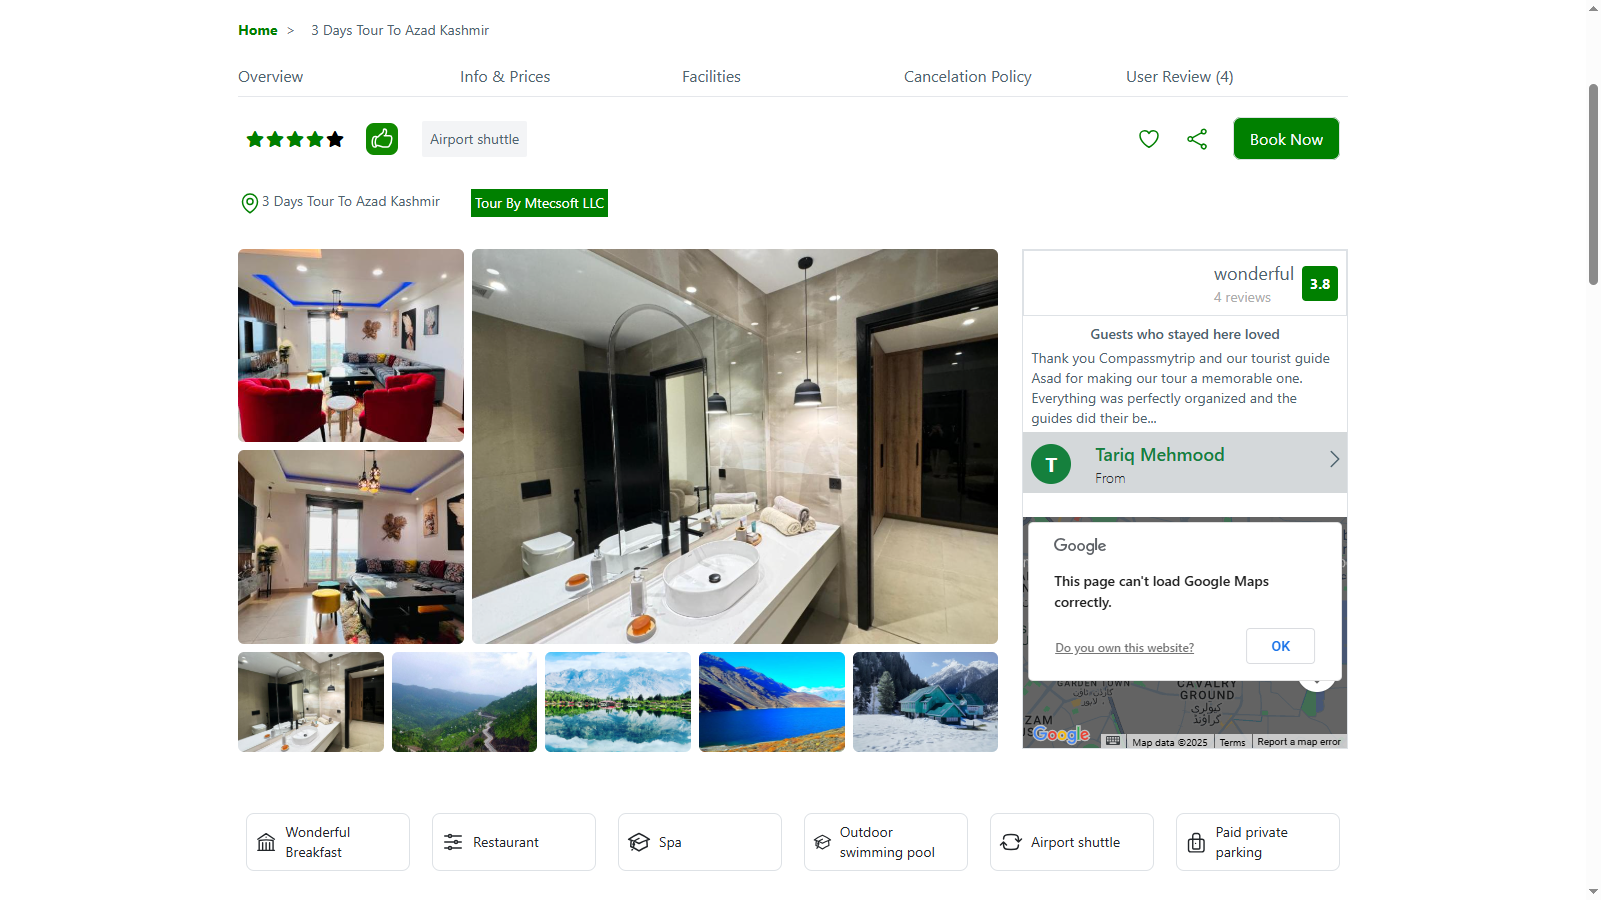 Home > 3 Days Tour To Azad Kashmir
Overview
Info & Prices
Facilities
Cancelation Policy
User Review (4)
Airport shuttle
Book Now
3 Days Tour To Azad Kashmir
Tour By Mtecsoft LLC
wonderful
4 reviews
3.8
Guests who stayed here loved
Thank you Compassmytrip and our tourist guide
Asad for making our tour a memorable one.
Everything was perfectly organized and the
guides did their be...
T
Tariq Mehmood
From
Google
This page can't load Google Maps
correctly.
Do you own this website?
OK
GARDEN TOWN
گارڈن ٹاؤن
CAVALRY
GROUND
کیولری
گراؤنڈ
Google
Map data ©2025
Terms
Report a map error
Wonderful
Breakfast
Restaurant
Spa
Outdoor
swimming pool
Airport shuttle
Paid private
parking